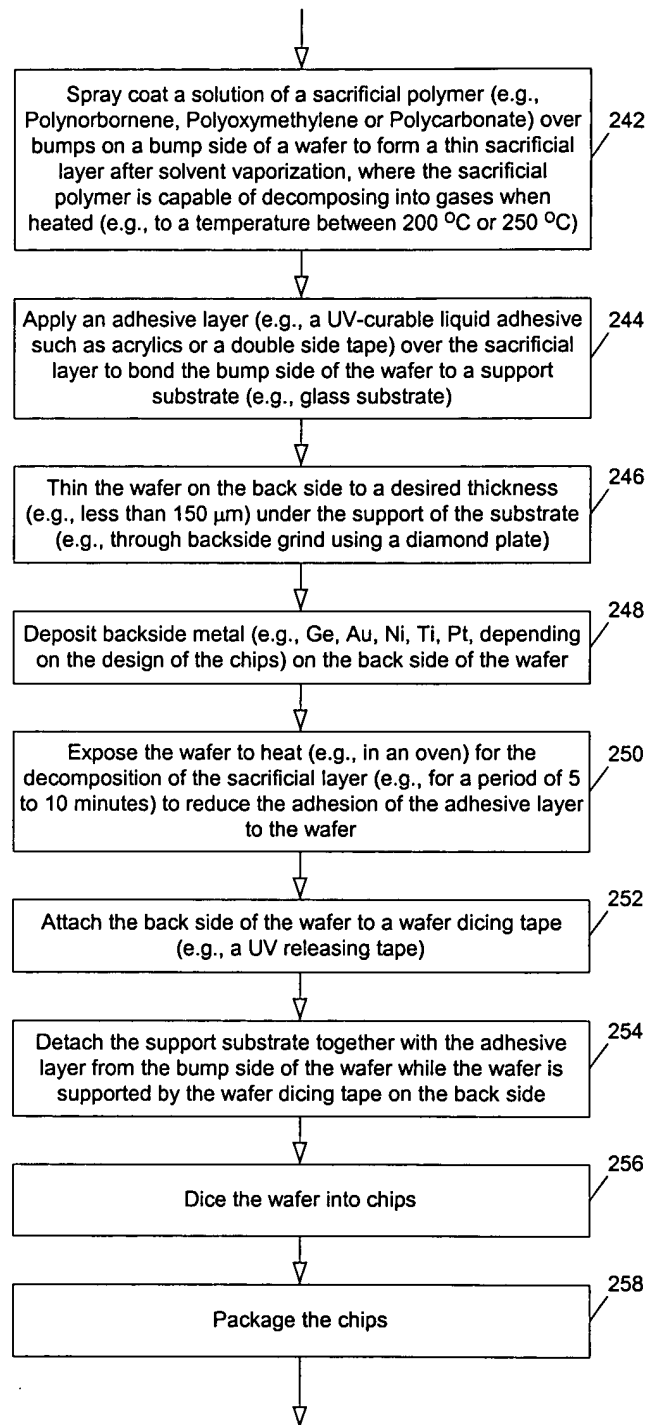 Spray coat a solution of a sacrificial polymer (e.g.,
Polynorbornene, Polyoxymethylene or Polycarbonate) over
bumps on a bump side of a wafer to form a thin sacrificial
layer after solvent vaporization, where the sacrificial
polymer is capable of decomposing into gases when
heated (e.g., to a temperature between 200 °C or 250 °C)
242
Apply an adhesive layer (e.g., a UV-curable liquid adhesive
such as acrylics or a double side tape) over the sacrificial
layer to bond the bump side of the wafer to a support
substrate (e.g., glass substrate)
244
Thin the wafer on the back side to a desired thickness
(e.g., less than 150 μm) under the support of the substrate
(e.g., through backside grind using a diamond plate)
246
Deposit backside metal (e.g., Ge, Au, Ni, Ti, Pt, depending
on the design of the chips) on the back side of the wafer
248
Expose the wafer to heat (e.g., in an oven) for the
decomposition of the sacrificial layer (e.g., for a period of 5
to 10 minutes) to reduce the adhesion of the adhesive layer
to the wafer
250
Attach the back side of the wafer to a wafer dicing tape
(e.g., a UV releasing tape)
252
Detach the support substrate together with the adhesive
layer from the bump side of the wafer while the wafer is
supported by the wafer dicing tape on the back side
254
Dice the wafer into chips
256
Package the chips
258